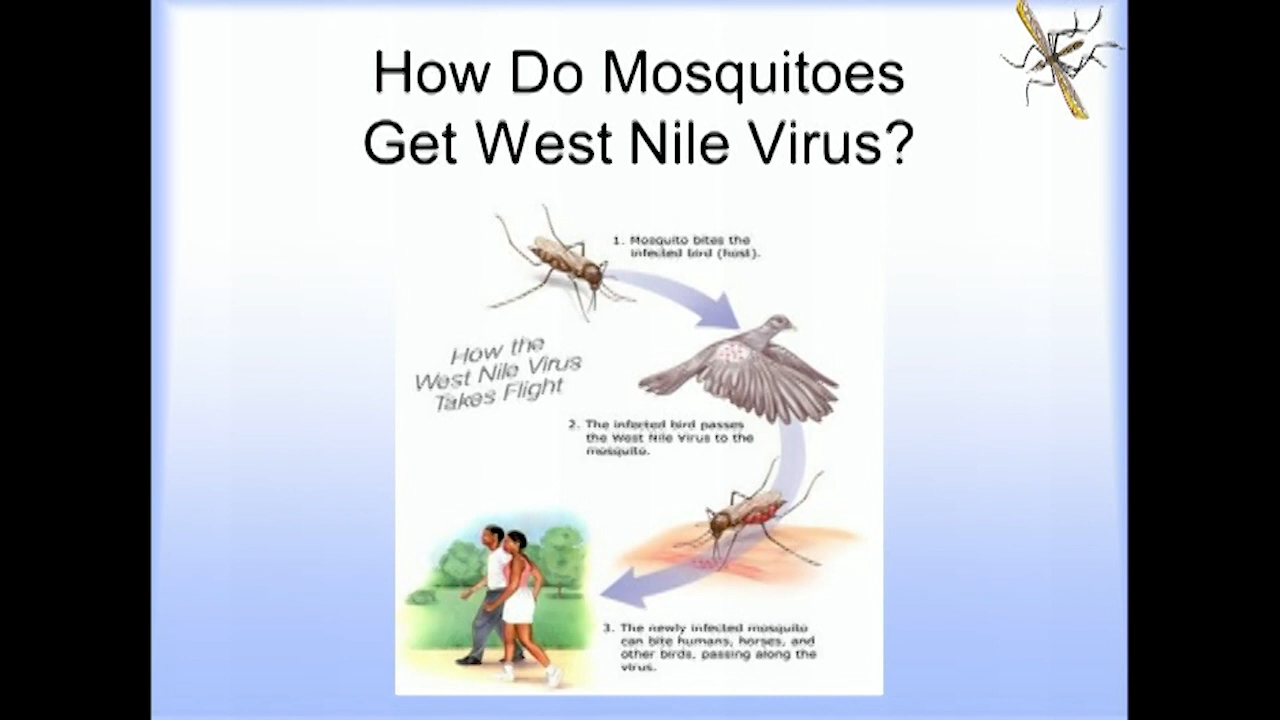 How Do Mosquitoes
Get West Nile Virus?
1. Mosquito bites the
infected bird (host).
How the
West Nile Virus
Takes Flight
2. The infected bird passes
the West Nile Virus to the
mosquito.
3. The newly infected mosquito
can bite humans, horses, and
other birds, passing along the
virus.